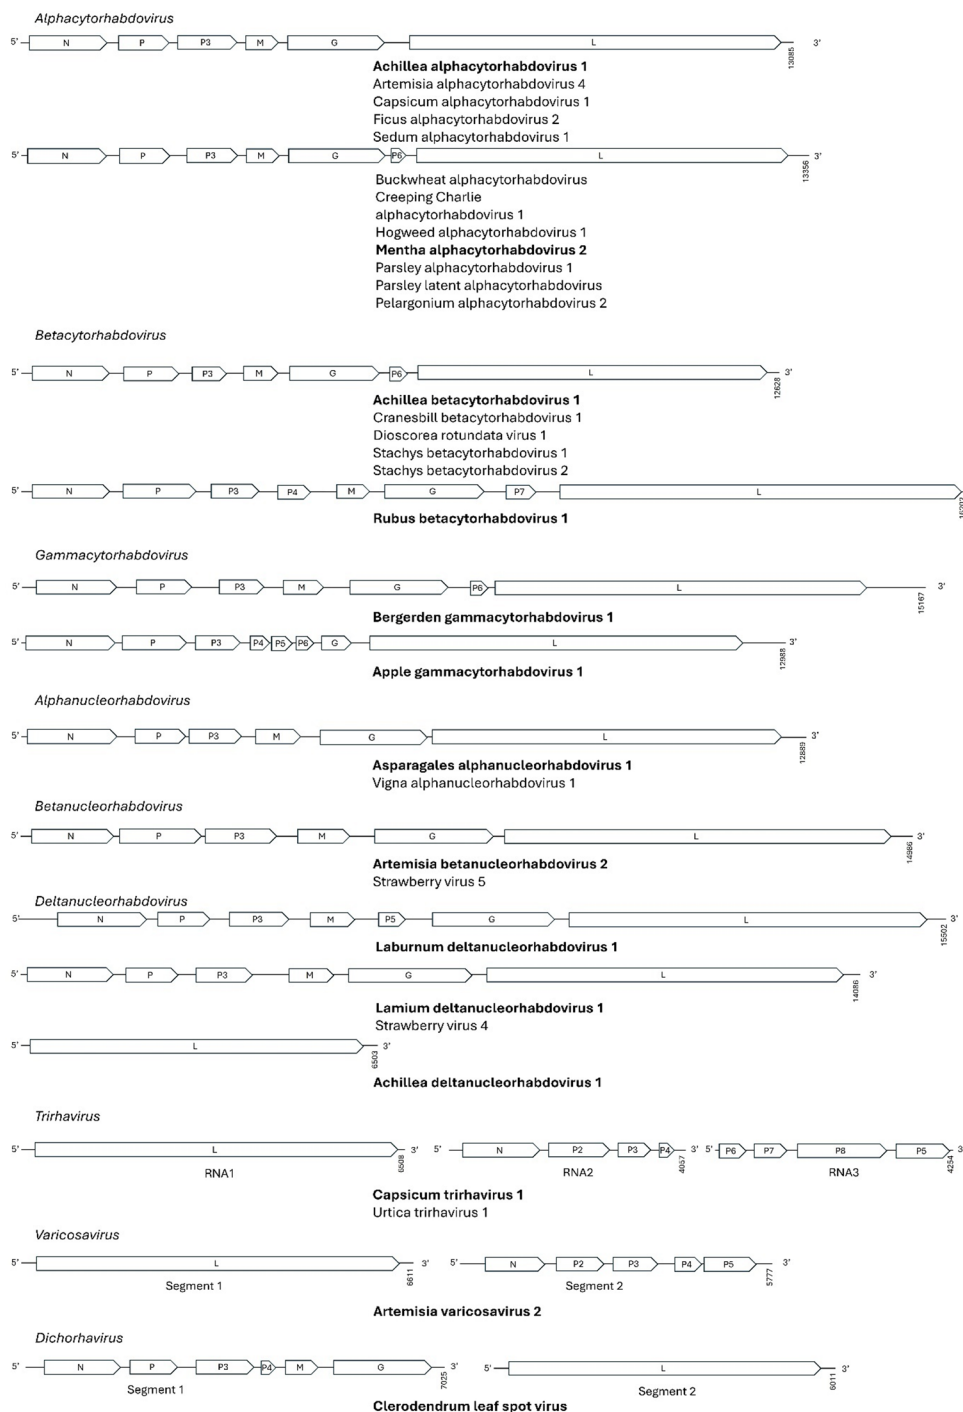 Alphacytorhabdovirus
5' N P P3 M G L 3' 13085
Achillea alphacytorhabdovirus 1
Artemisia alphacytorhabdovirus 4
Capsicum alphacytorhabdovirus 1
Ficus alphacytorhabdovirus 2
Sedum alphacytorhabdovirus 1
5' N P P3 M G P6 L 3' 13356
Buckwheat alphacytorhabdovirus
Creeping Charlie
alphacytorhabdovirus 1
Hogweed alphacytorhabdovirus 1
Mentha alphacytorhabdovirus 2
Parsley alphacytorhabdovirus 1
Parsley latent alphacytorhabdovirus
Pelargonium alphacytorhabdovirus 2
Betacytorhabdovirus
5' N P P3 M G P6 L 3' 12628
Achillea betacytorhabdovirus 1
Cranesbill betacytorhabdovirus 1
Dioscorea rotundata virus 1
Stachys betacytorhabdovirus 1
Stachys betacytorhabdovirus 2
5' N P P3 P4 M G P7 L
Rubus betacytorhabdovirus 1
Gammacytorhabdovirus
5' N P P3 M G P6 L 3' 15167
Bergerden gammacytorhabdovirus 1
5' N P P3 P4 P5 P6 G L 3' 12988
Apple gammacytorhabdovirus 1
Alphanucleorhabdovirus
5' N P P3 M G L 3' 12889
Asparagales alphanucleorhabdovirus 1
Vigna alphanucleorhabdovirus 1
Betanucleorhabdovirus
5' N P P3 M G L 3' 14986
Artemisia betanucleorhabdovirus 2
Strawberry virus 5
Deltanucleorhabdovirus
5' N P P3 M P5 G L 3' 15502
Laburnum deltanucleorhabdovirus 1
5' N P P3 M G L 3' 14086
Lamium deltanucleorhabdovirus 1
Strawberry virus 4
5' L 3' 6503
Achillea deltanucleorhabdovirus 1
Trirhavirus
5' L 3' 6508 N P2 P3 P4 3' 4057 5' P6 P7 P8 P5 3 4254
RNA1 RNA2 RNA3
Capsicum trirhavirus 1
Urtica trirhavirus 1
Varicosavirus
5' L 3' 6611 5' N P2 P3 P4 P5 3' 5777
Segment 1 Segment 2
Artemisia varicosavirus 2
Dichorhavirus
5' N P P3 P4 M G 3' 7025 5' L 3' 6011
Segment 1 Segment 2
Clerodendrum leaf spot virus